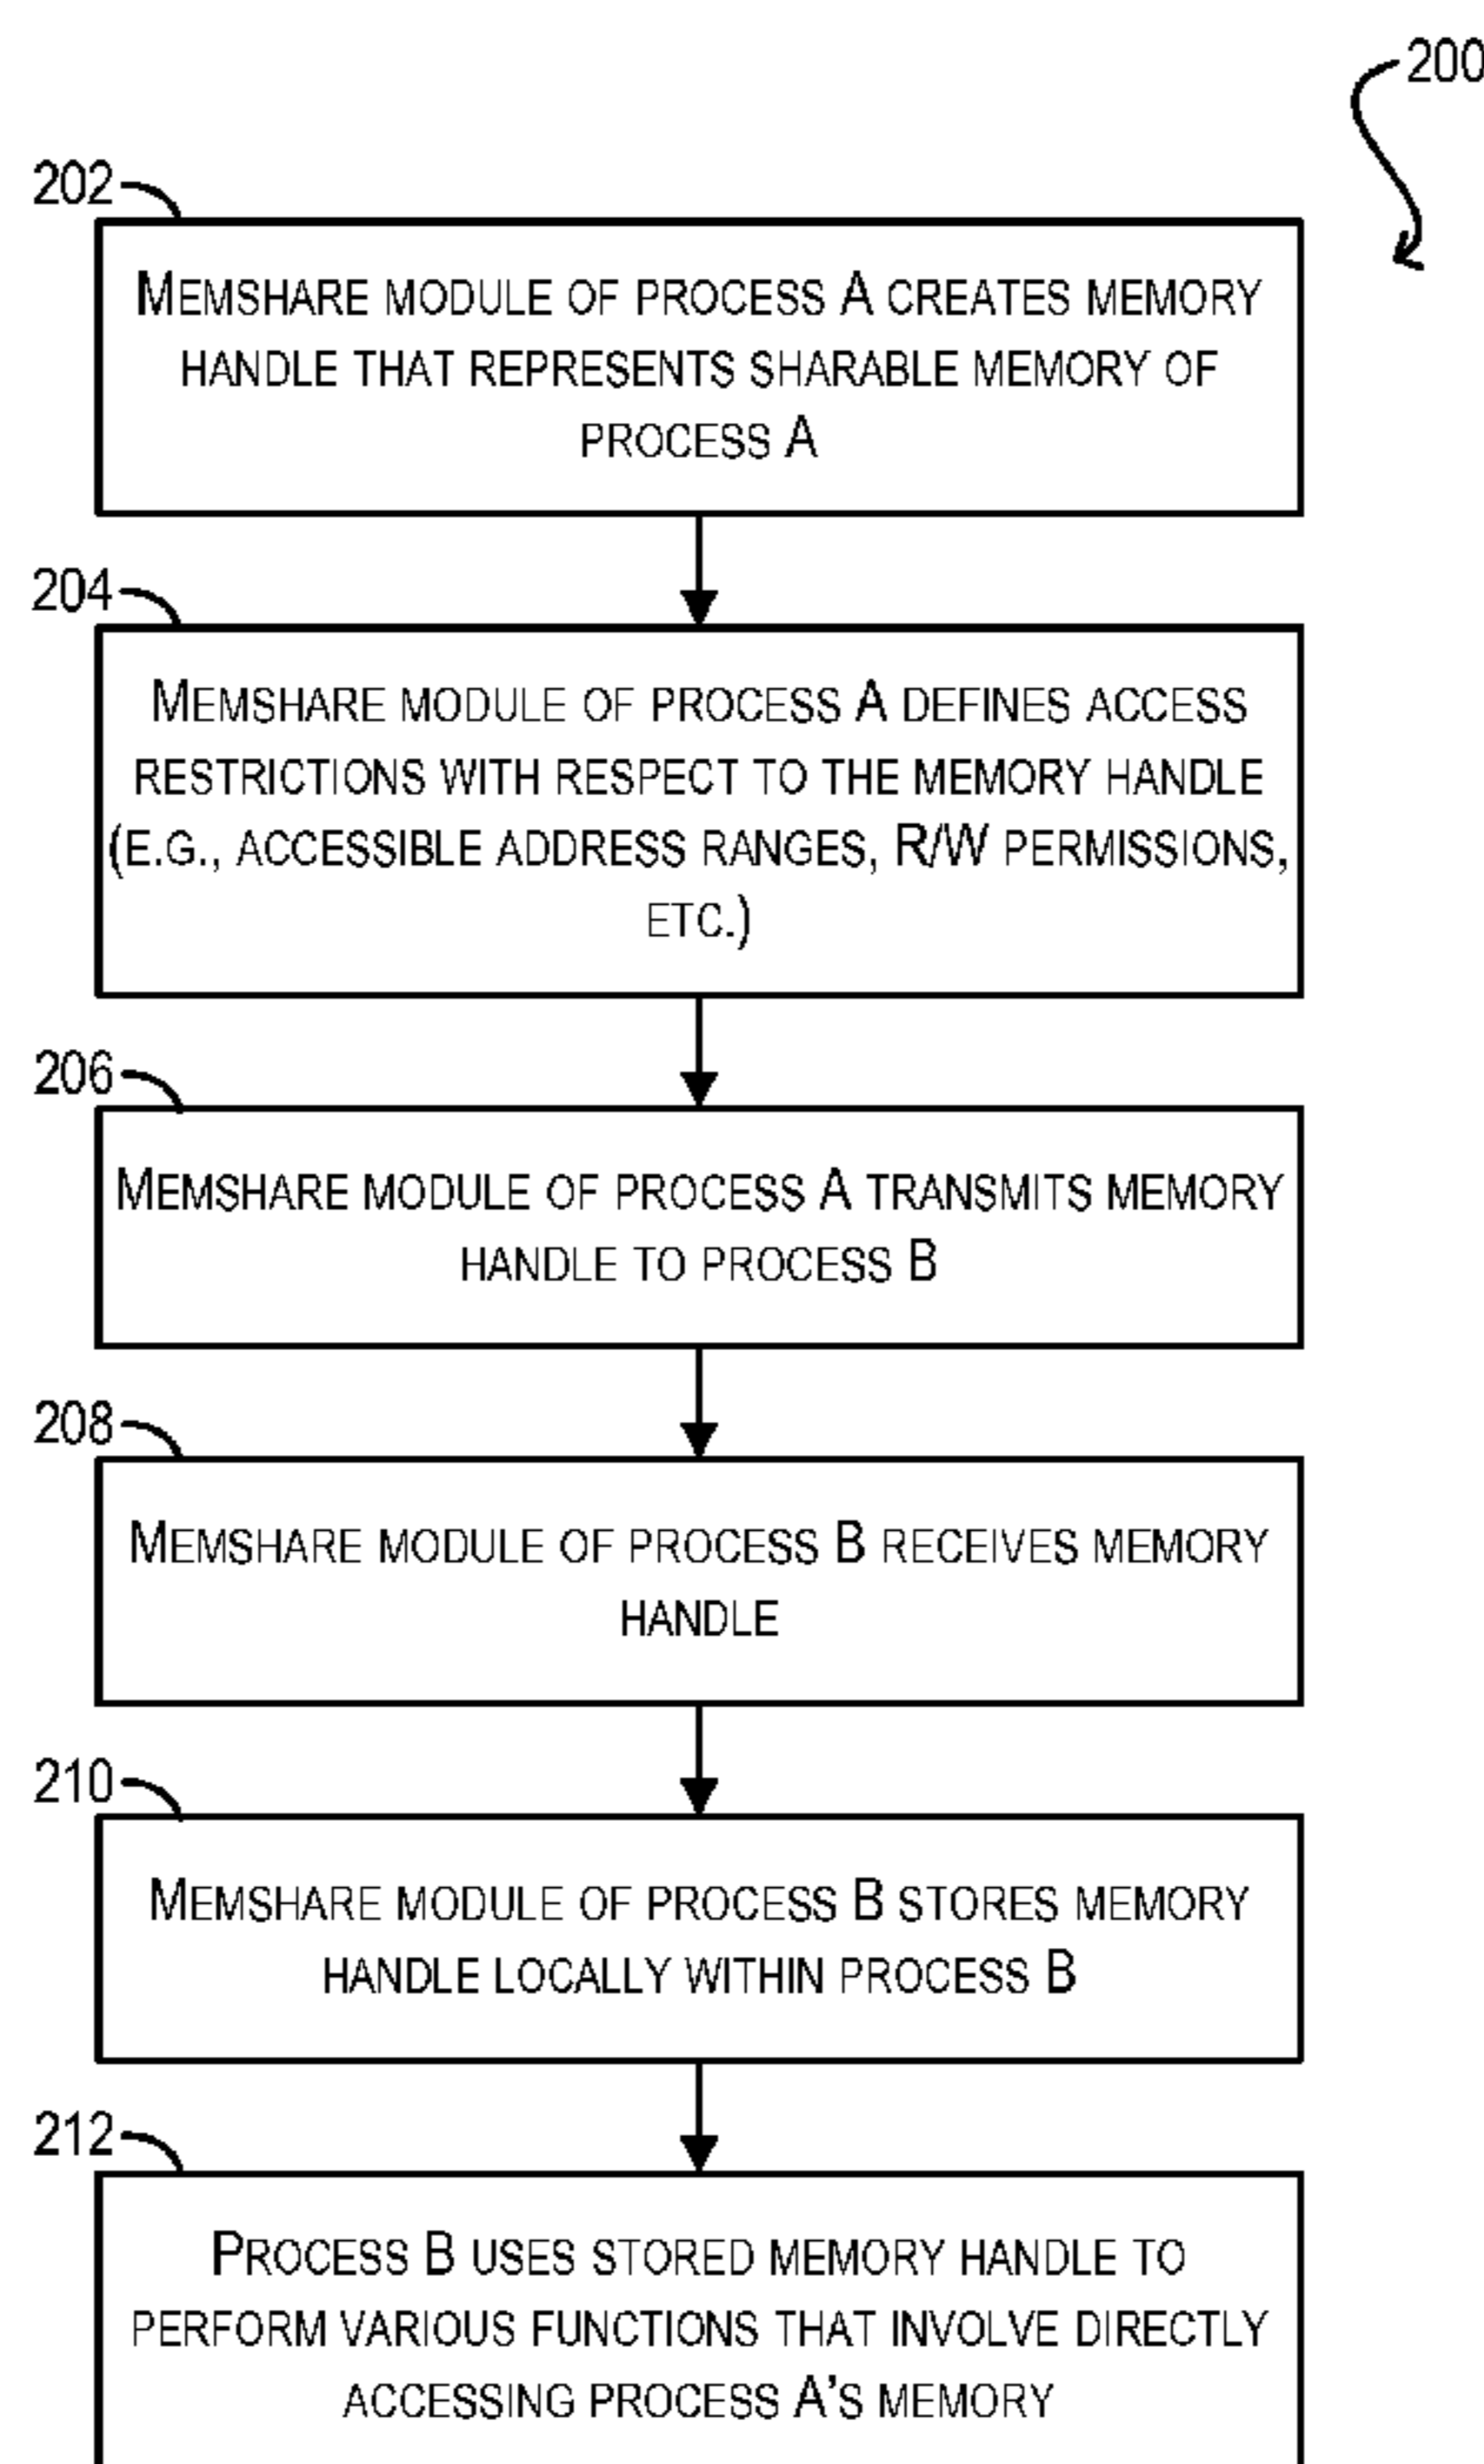 200
202
Memshare module of process A creates memory
handle that represents sharable memory of
process A
204
Memshare module of process A defines access
restrictions with respect to the memory handle
(e.g., accessible address ranges, R/W permissions,
etc.)
206
Memshare module of process A transmits memory
handle to process B
208
Memshare module of process B receives memory
handle
210
Memshare module of process B stores memory
handle locally within process B
212
Process B uses stored memory handle to
perform various functions that involve directly
accessing process A's memory